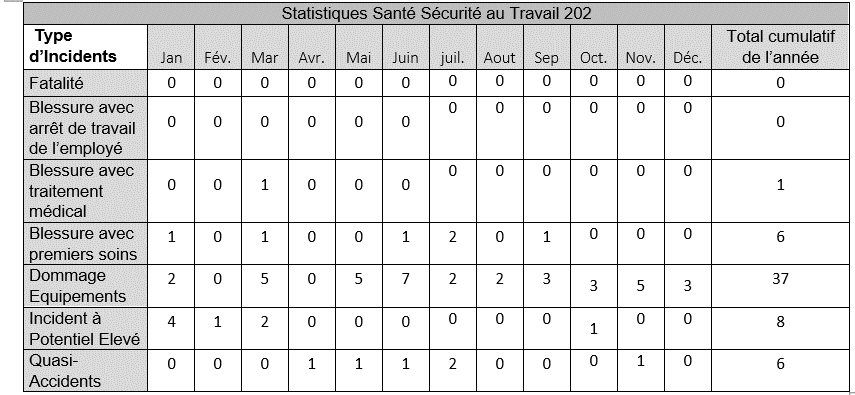 Statistiques Santé Sécurité au Travail 202
Type d'Incidents Jan Fév. Mar Avr. Mai Juin juil. Aout Sep Oct. Nov. Déc. Total cumulatif de l'année
Fatalité 0 0 0 0 0 0 0 0 0 0 0 0 0
Blessure avec arrêt de travail de l'employé 0 0 0 0 0 0 0 0 0 0 0 0 0
Blessure avec traitement médical 0 0 1 0 0 0 0 0 0 0 0 0 1
Blessure avec premiers soins 1 0 1 0 0 1 2 0 1 0 0 0 6
Dommage Equipements 2 0 5 0 5 7 2 2 3 3 5 3 37
Incident à Potentiel Elevé 4 1 2 0 0 0 0 0 0 1 0 0 8
Quasi-Accidents 0 0 0 1 1 1 2 0 0 0 1 0 6